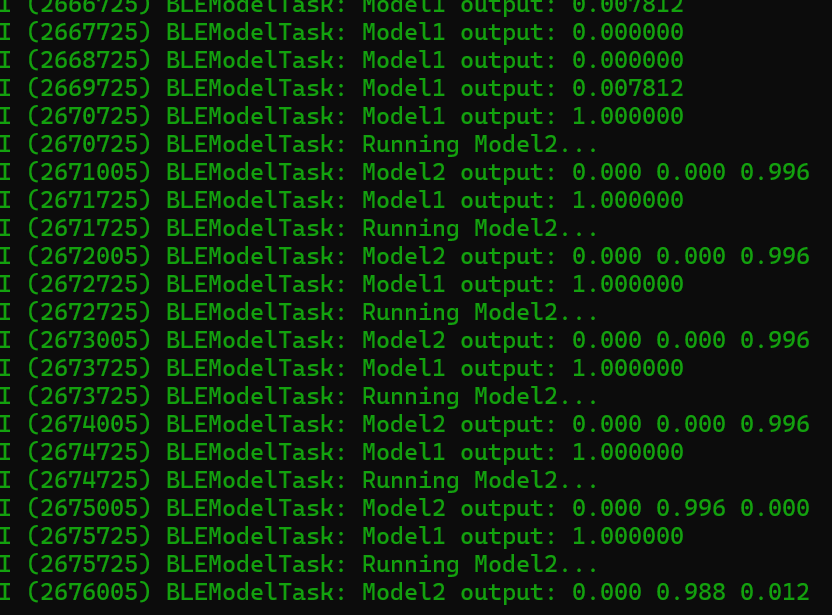 I (2666725) BLEModelTask: Model1 output: 0.007812
I (2667725) BLEModelTask: Model1 output: 0.000000
I (2668725) BLEModelTask: Model1 output: 0.000000
I (2669725) BLEModelTask: Model1 output: 0.007812
I (2670725) BLEModelTask: Model1 output: 1.000000
I (2670725) BLEModelTask: Running Model2...
I (2671005) BLEModelTask: Model2 output: 0.000 0.000 0.996
I (2671725) BLEModelTask: Model1 output: 1.000000
I (2671725) BLEModelTask: Running Model2...
I (2672005) BLEModelTask: Model2 output: 0.000 0.000 0.996
I (2672725) BLEModelTask: Model1 output: 1.000000
I (2672725) BLEModelTask: Running Model2...
I (2673005) BLEModelTask: Model2 output: 0.000 0.000 0.996
I (2673725) BLEModelTask: Model1 output: 1.000000
I (2673725) BLEModelTask: Running Model2...
I (2674005) BLEModelTask: Model2 output: 0.000 0.000 0.996
I (2674725) BLEModelTask: Model1 output: 1.000000
I (2674725) BLEModelTask: Running Model2...
I (2675005) BLEModelTask: Model2 output: 0.000 0.996 0.000
I (2675725) BLEModelTask: Model1 output: 1.000000
I (2675725) BLEModelTask: Running Model2...
I (2676005) BLEModelTask: Model2 output: 0.000 0.988 0.012